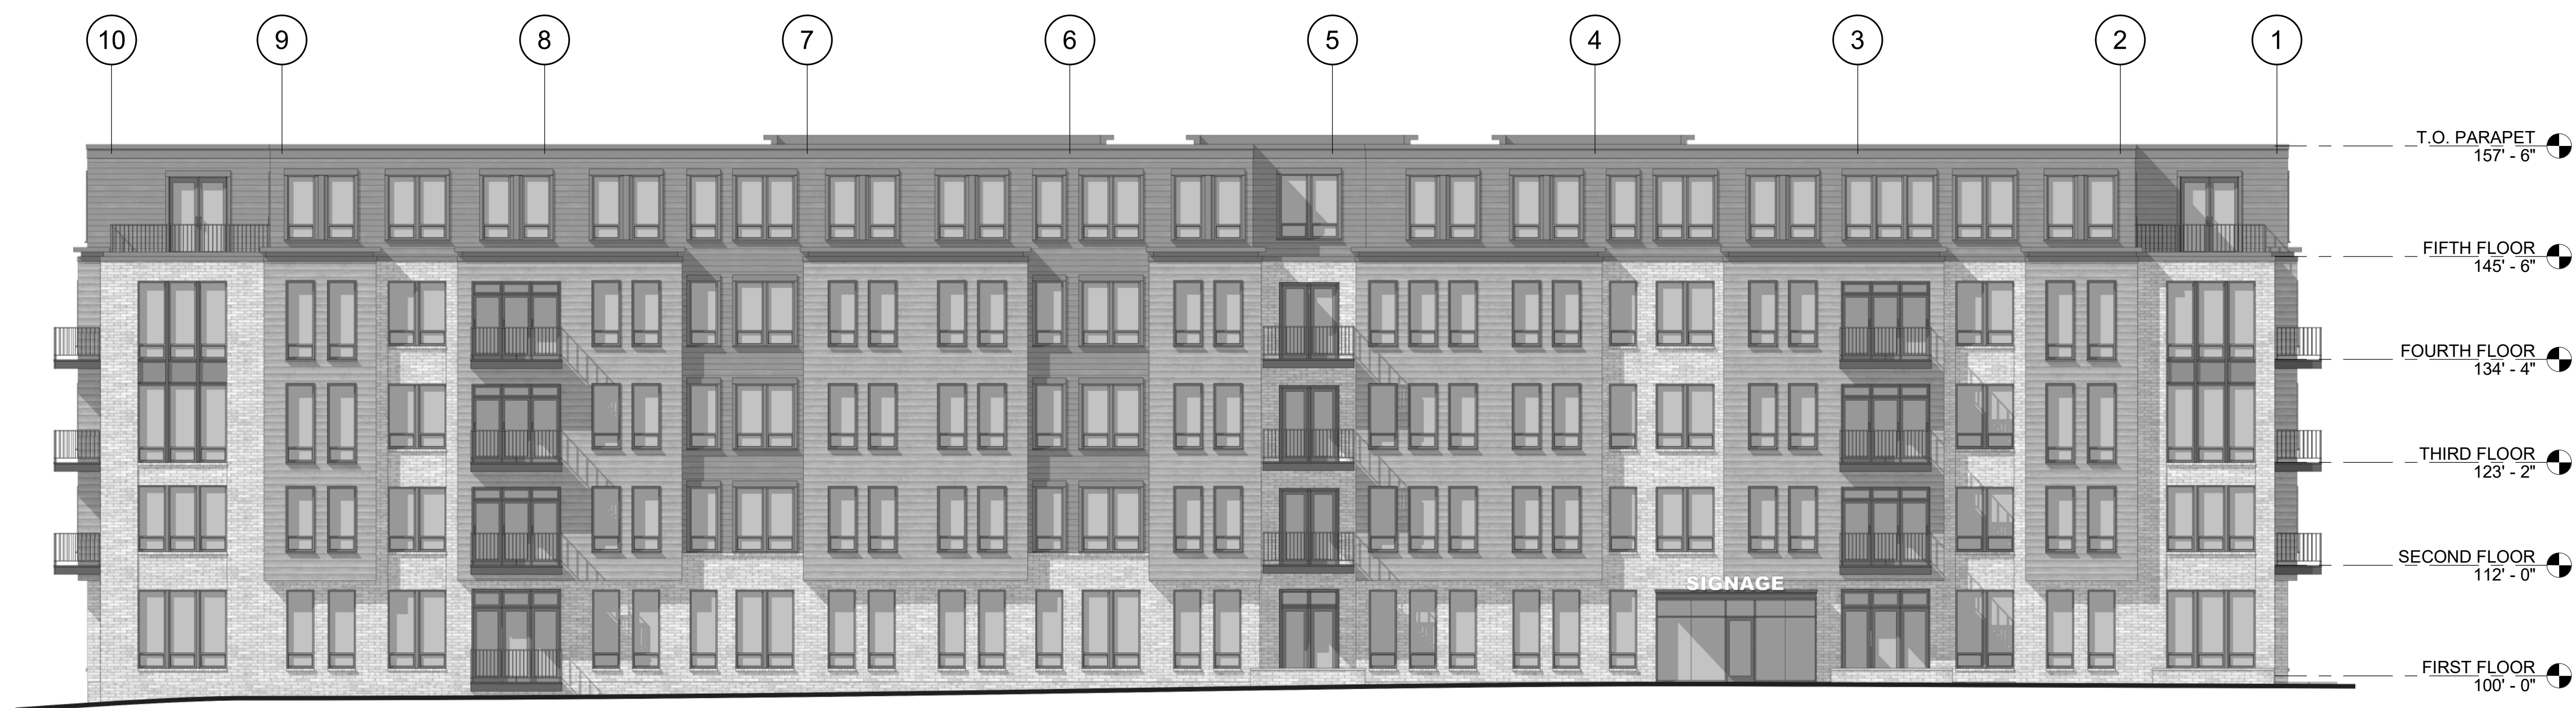 10 9 8 7 6 5 4 3 2 1
T.O. PARAPET
157' - 6"
FIFTH FLOOR
145' - 6"
FOURTH FLOOR
134' - 4"
THIRD FLOOR
123' - 2"
SECOND FLOOR
112' - 0"
SIGNAGE
FIRST FLOOR
100' - 0"